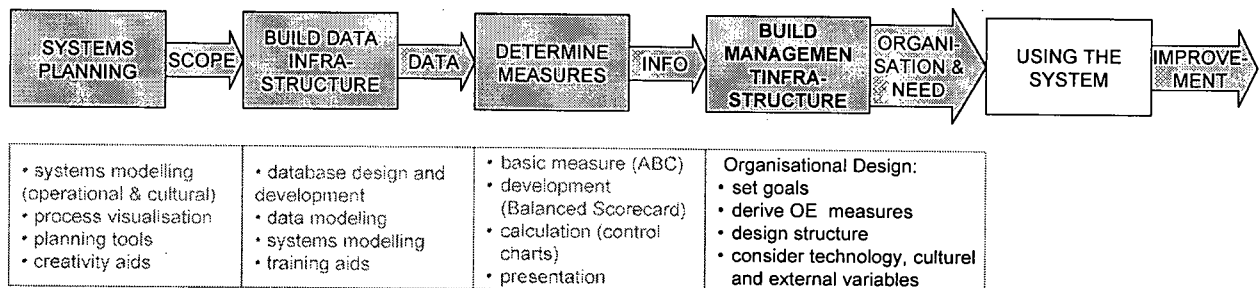 SYSTEMS
PLANNING
SCOPE
BUILD DATA
INFRA-
STRUCTURE
DATA
DETERMINE
MEASURES
INFO
BUILD
MANAGEMEN
TINFRA-
STRUCTURE
ORGANI-
SATION &
NEED
USING THE
SYSTEM
IMPROVE-
MENT
• systems modelling
(operational & cultural)
• process visualisation
• planning tools
• creativity aids
• database design and
development
• data modeling
• systems modelling
• training aids
• basic measure (ABC)
• development
(Balanced Scorecard)
• calculation (control
charts)
• presentation
Organisational Design:
• set goals
• derive OE measures
• design structure
• consider technology, culturel
and external variables